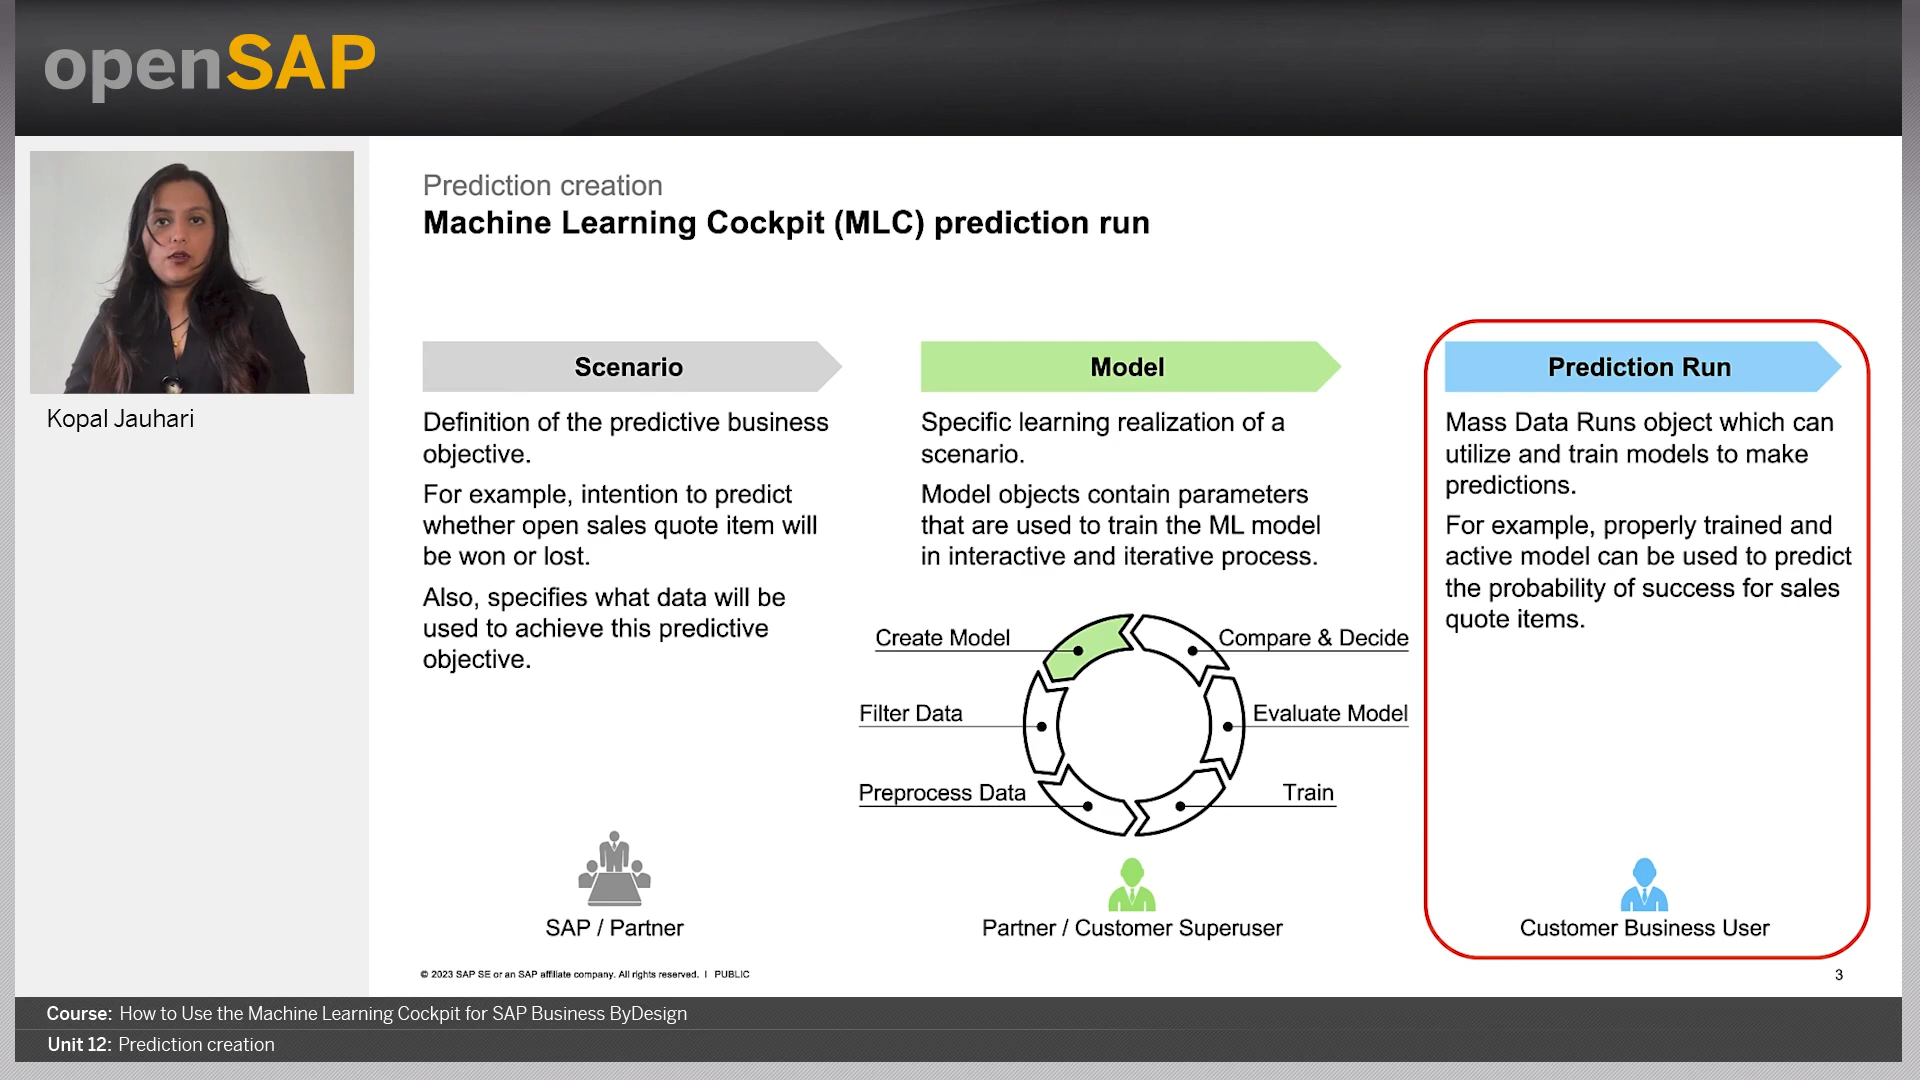 openSAP
Kopal Jauhari
Prediction creation
Machine Learning Cockpit (MLC) prediction run
Scenario
Definition of the predictive business
objective.
For example, intention to predict
whether open sales quote item will
be won or lost.
Also, specifies what data will be
used to achieve this predictive
objective.
SAP / Partner
Model
Specific learning realization of a
scenario.
Model objects contain parameters
that are used to train the ML model
in interactive and iterative process.
Create Model
Compare & Decide
Filter Data
Evaluate Model
Preprocess Data
Train
Partner / Customer Superuser
Prediction Run
Mass Data Runs object which can
utilize and train models to make
predictions.
For example, properly trained and
active model can be used to predict
the probability of success for sales
quote items.
Customer Business User
© 2023 SAP SE or an SAP affiliate company. All rights reserved. I PUBLIC
3
Course: How to Use the Machine Learning Cockpit for SAP Business ByDesign
Unit 12: Prediction creation